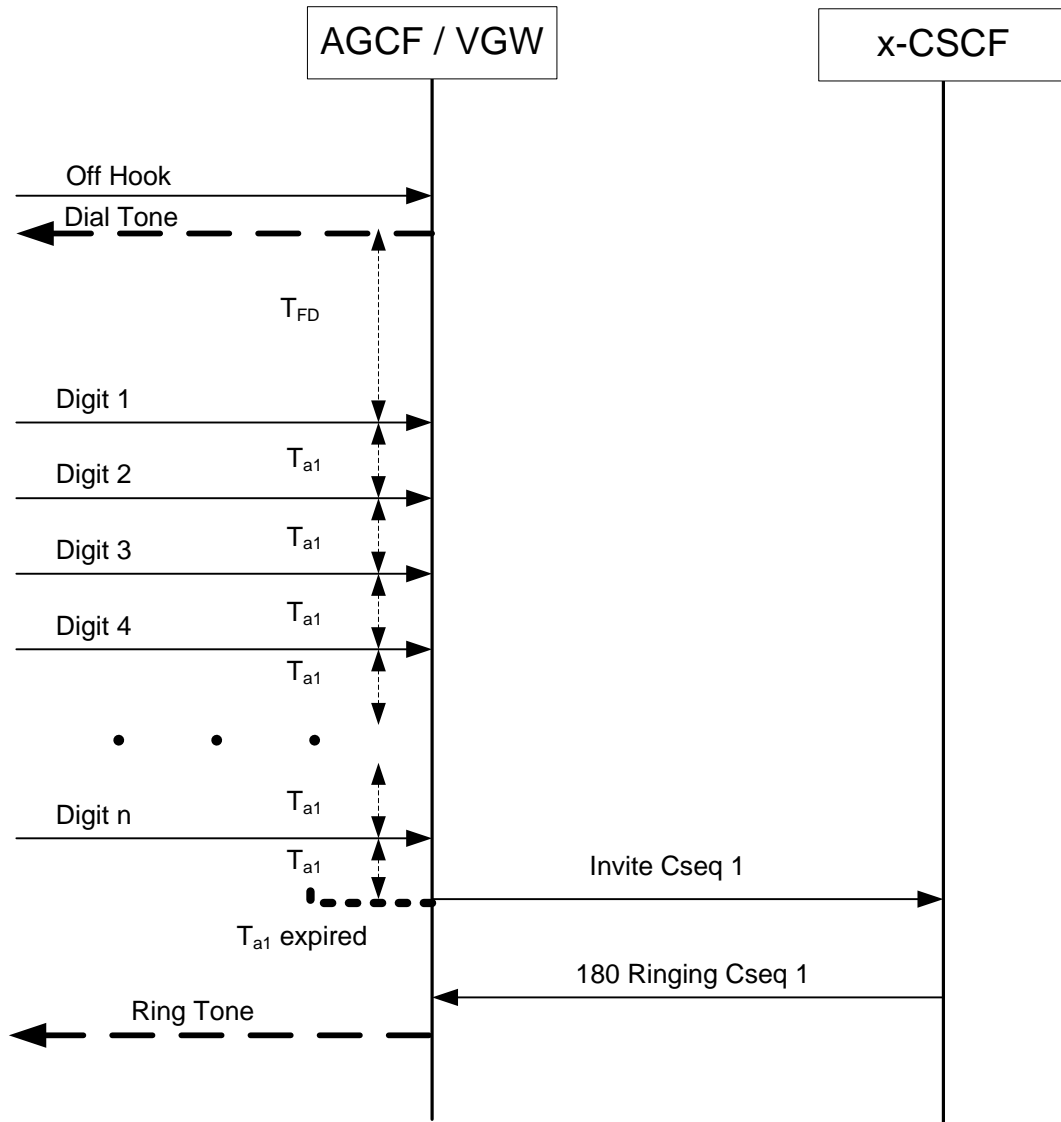 AGCF / VGW
x-CSCF
Off Hook
Dial Tone
TFD
Digit 1
Ta1
Digit 2
Ta1
Digit 3
Ta1
Digit 4
Ta1
Ta1
Digit n
Ta1
Invite Cseq 1
Ta1 expired
180 Ringing Cseq 1
Ring Tone